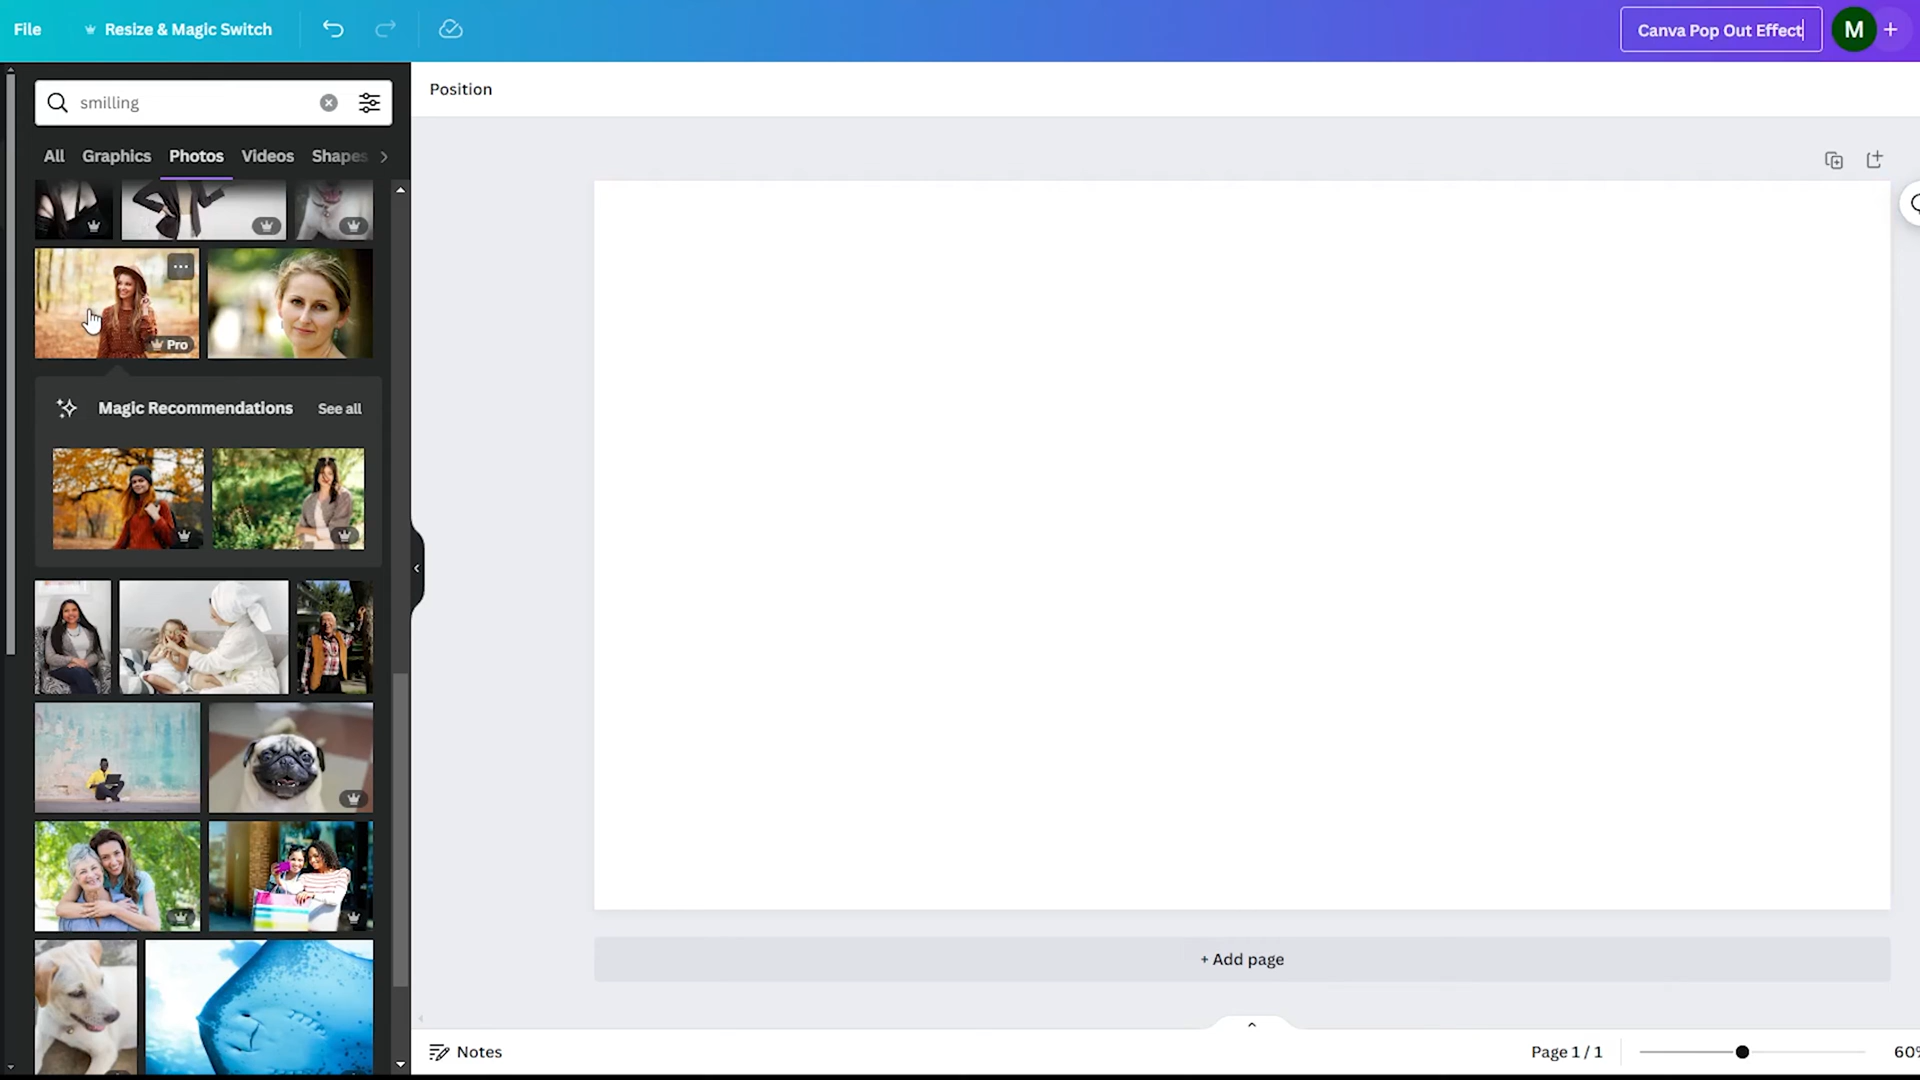 File
Resize & Magic Switch
Canva Pop Out Effect
M
+
smilling
Position
All
Graphics
Photos
Videos
Shapes
Pro
Magic Recommendations
See all
+ Add page
Notes
Page 1 / 1
60%